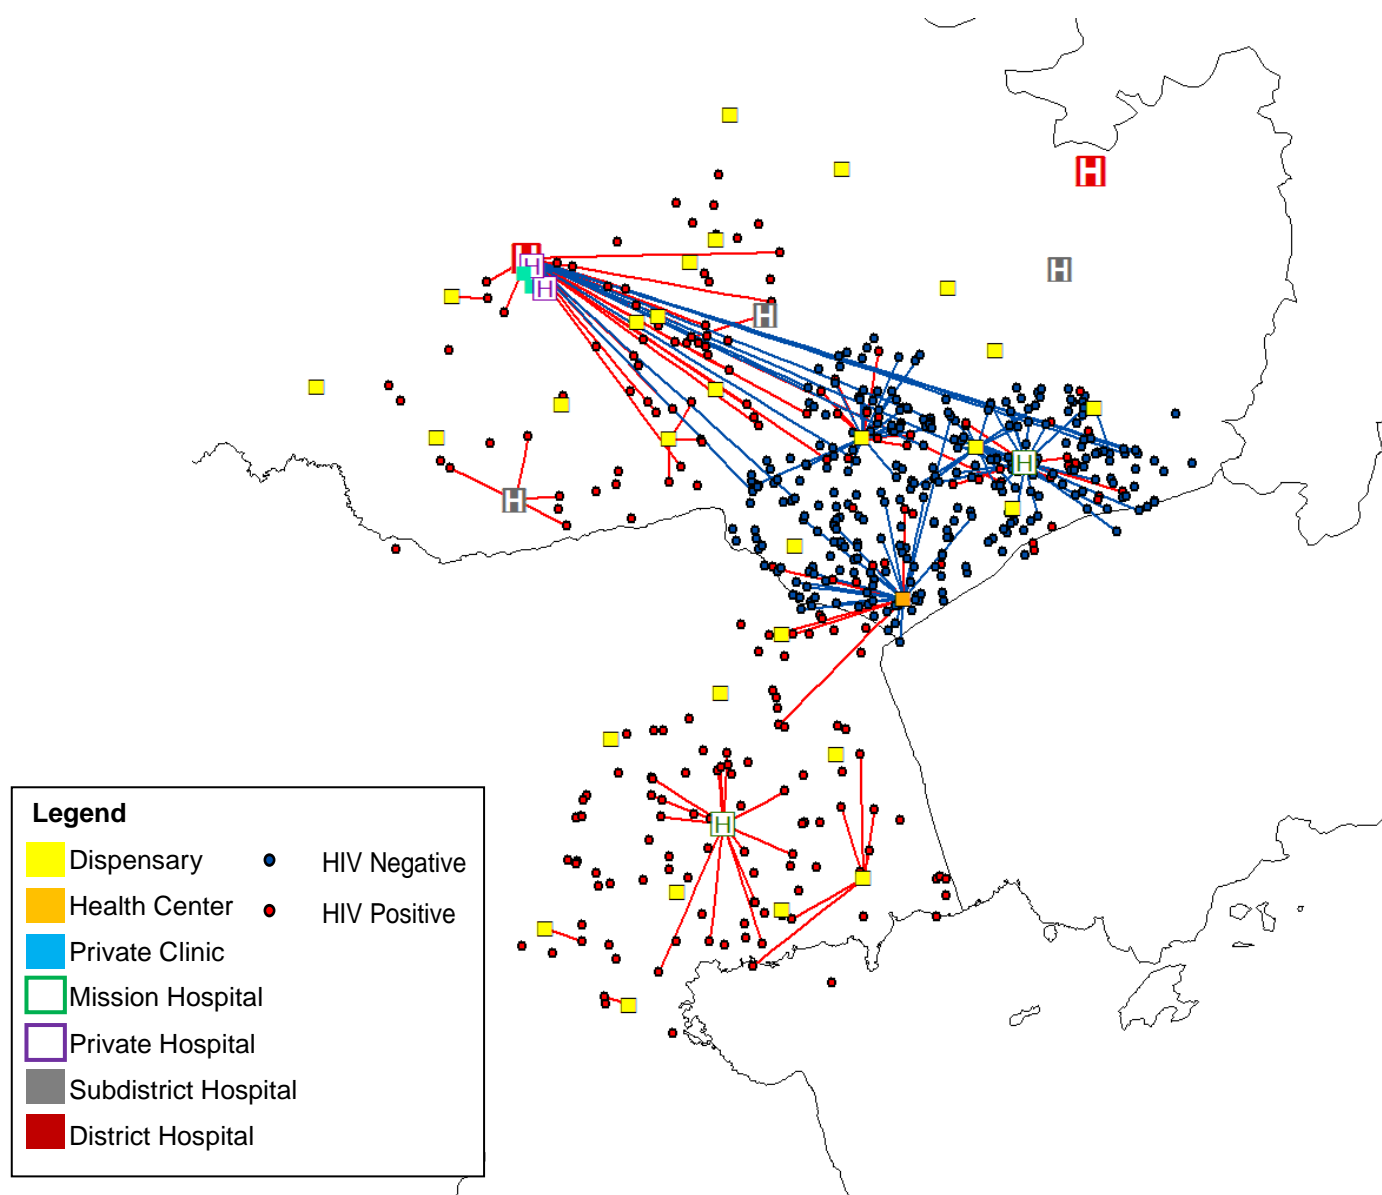 H
H
H
H
H
H
H
H
H
Legend
Dispensary
HIV Negative
Health Center
HIV Positive
Private Clinic
Mission Hospital
Private Hospital
Subdistrict Hospital
District Hospital